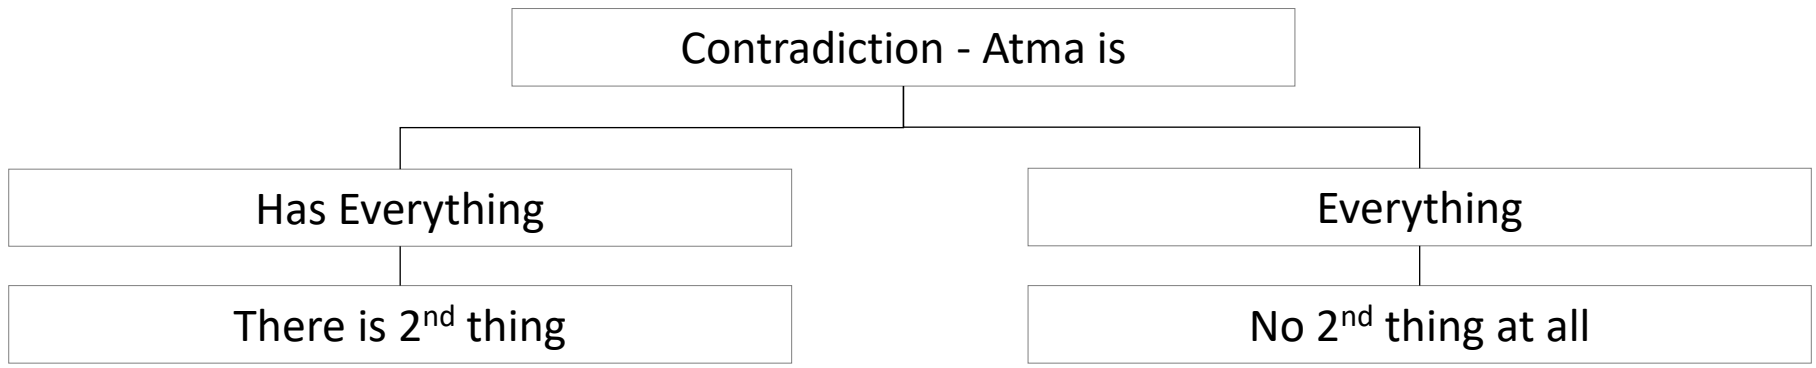 Contradiction - Atma is
Has Everything
Everything
There is 2nd thing
No 2nd thing at all